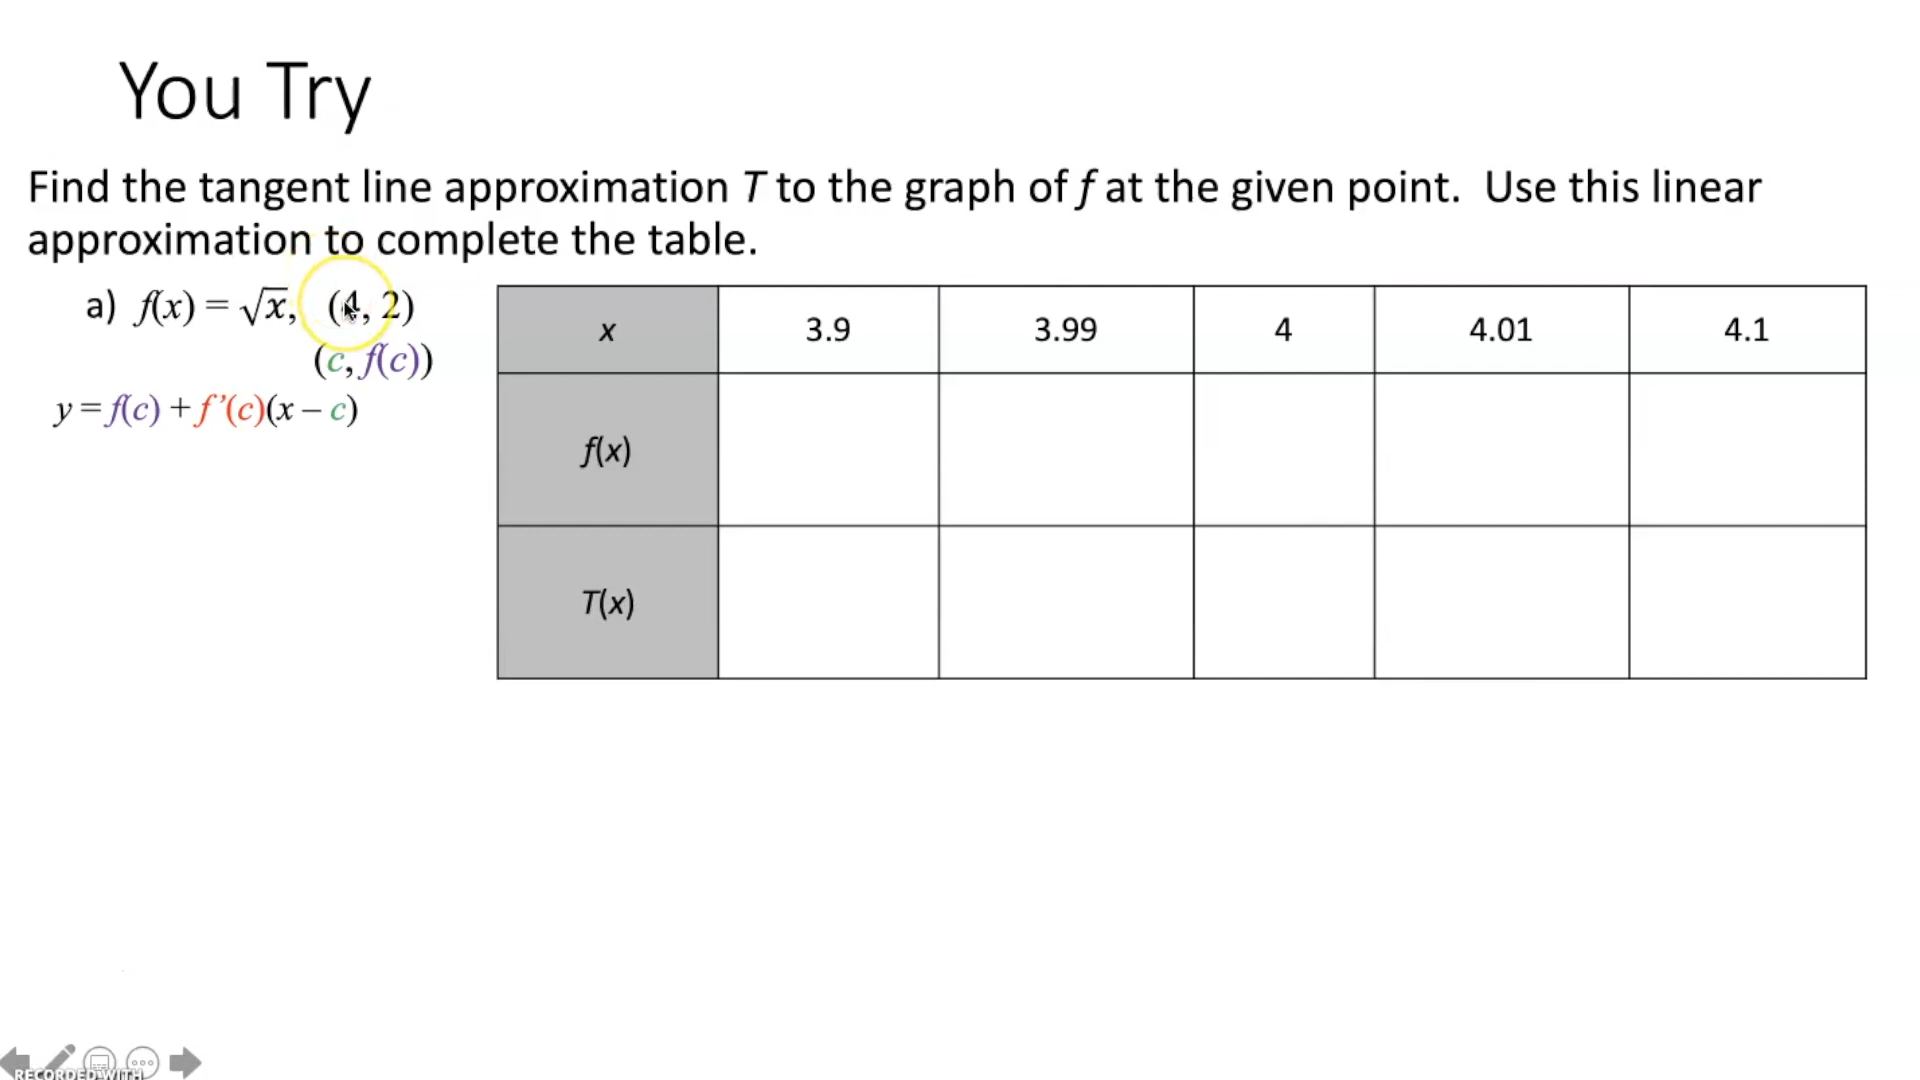 You Try
Find the tangent line approximation T to the graph of f at the given point. Use this linear
approximation to complete the table.
a) f(x) = √x, (4, 2)
(c, f(c))
y = f(c) + f ’(c)(x – c)
x 3.9 3.99 4 4.01 4.1
f(x)
T(x)
RECORDED WITH